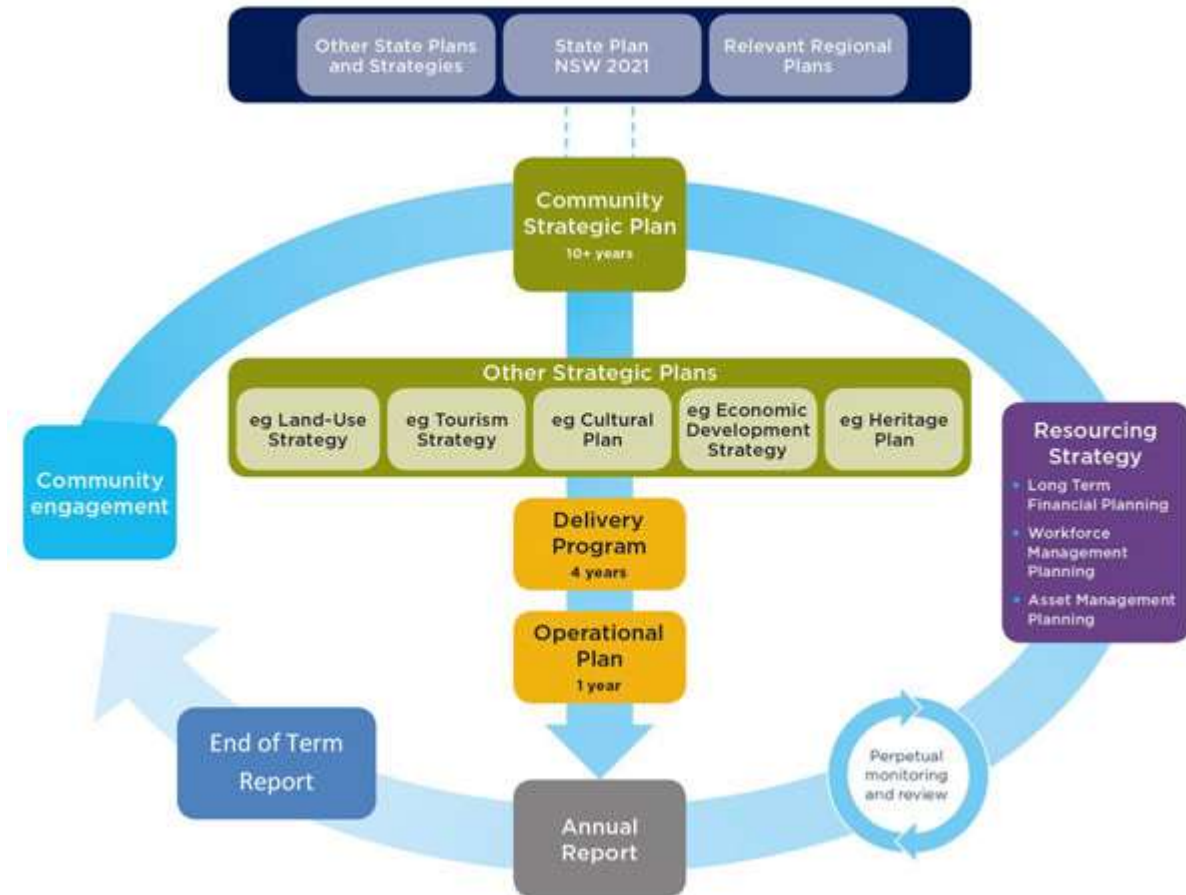 Other State Plans
and Strategies
State Plan
NSW 2021
Relevant Regional
Plans
Community
Strategic Plan
10+ years
Other Strategic Plans
eg Land-Use
Strategy
eg Tourism
Strategy
eg Cultural
Plan
eg Economic
Development
Strategy
eg Heritage
Plan
Community
engagement
Resourcing
Strategy
• Long Term
Financial Planning
• Workforce
Management
Planning
• Asset Management
Planning
Delivery
Program
4 years
Operational
Plan
1 year
End of Term
Report
Perpetual
monitoring
and review
Annual
Report